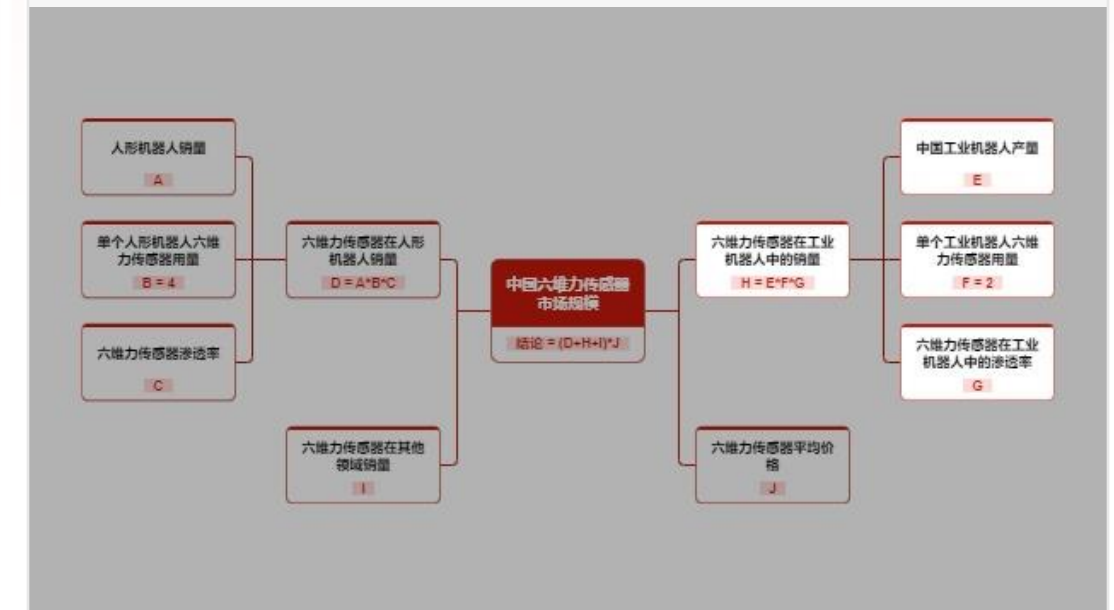 人形机器人销量
A
单个人形机器人六维
力传感器用量
B = 4
六维力传感器渗透率
C
六维力传感器在人形
机器人销量
D = A*B*C
六维力传感器在其他
领域销量
I
中国六维力传感器
市场规模
结论 = (D+H+I)*J
六维力传感器在工业
机器人中的销量
H = E*F*G
六维力传感器平均价
格
J
中国工业机器人产量
E
单个工业机器人六维
力传感器用量
F = 2
六维力传感器在工业
机器人中的渗透率
G